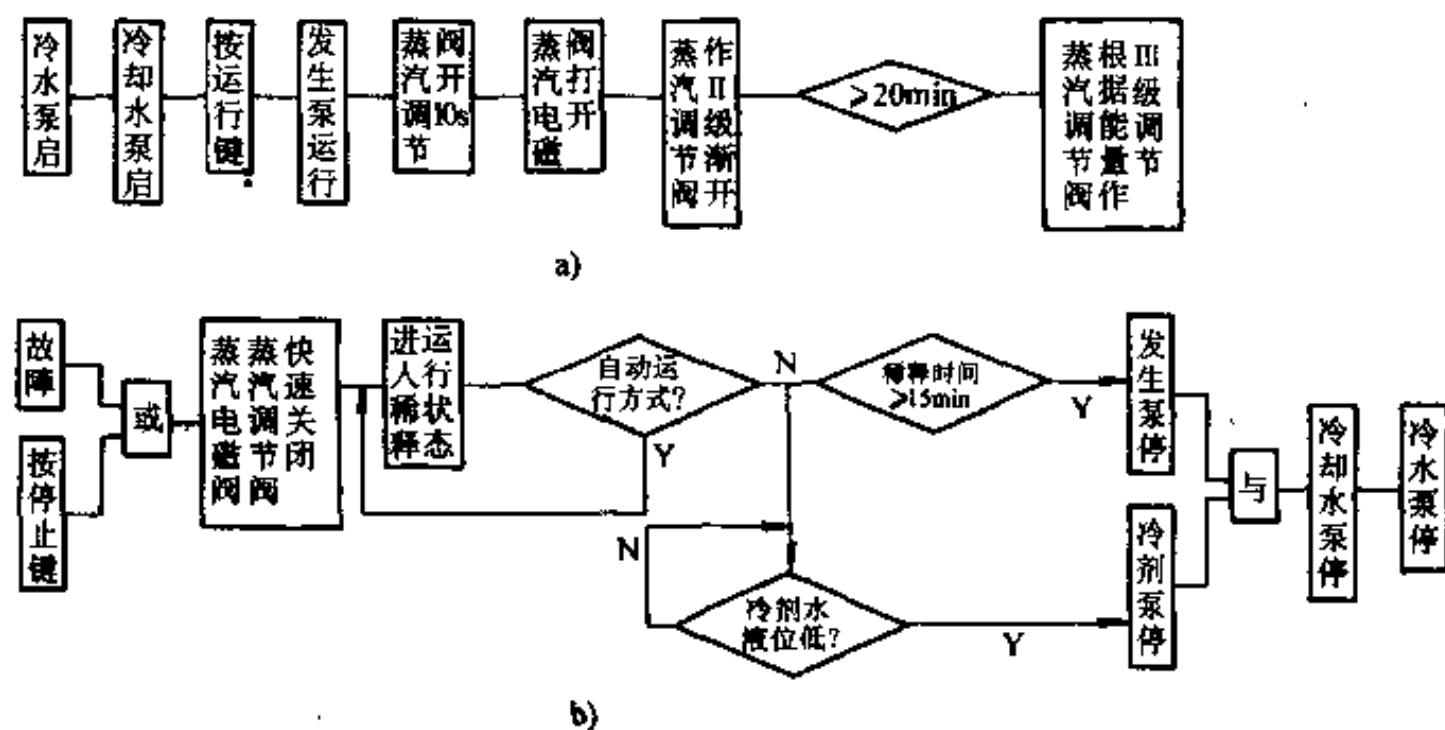 冷水泵启
冷却水泵启
按运行键
发生泵运行
蒸汽调节
阀开10s
蒸汽电磁
阀打开
蒸汽调节阀
作II级渐开
⩾20min
蒸汽调节阀
根据能量作
III级调节
a)
故障
按停止键
或
蒸汽电磁阀
蒸汽调节阀
快速关闭
进人稀释
运行状态
自动运
行方式?
Y
N
稀释时间
⩾15min
Y
发生泵停
N
冷剂水
液位低?
Y
冷剂泵停
与
冷却水泵停
冷水泵停
b)